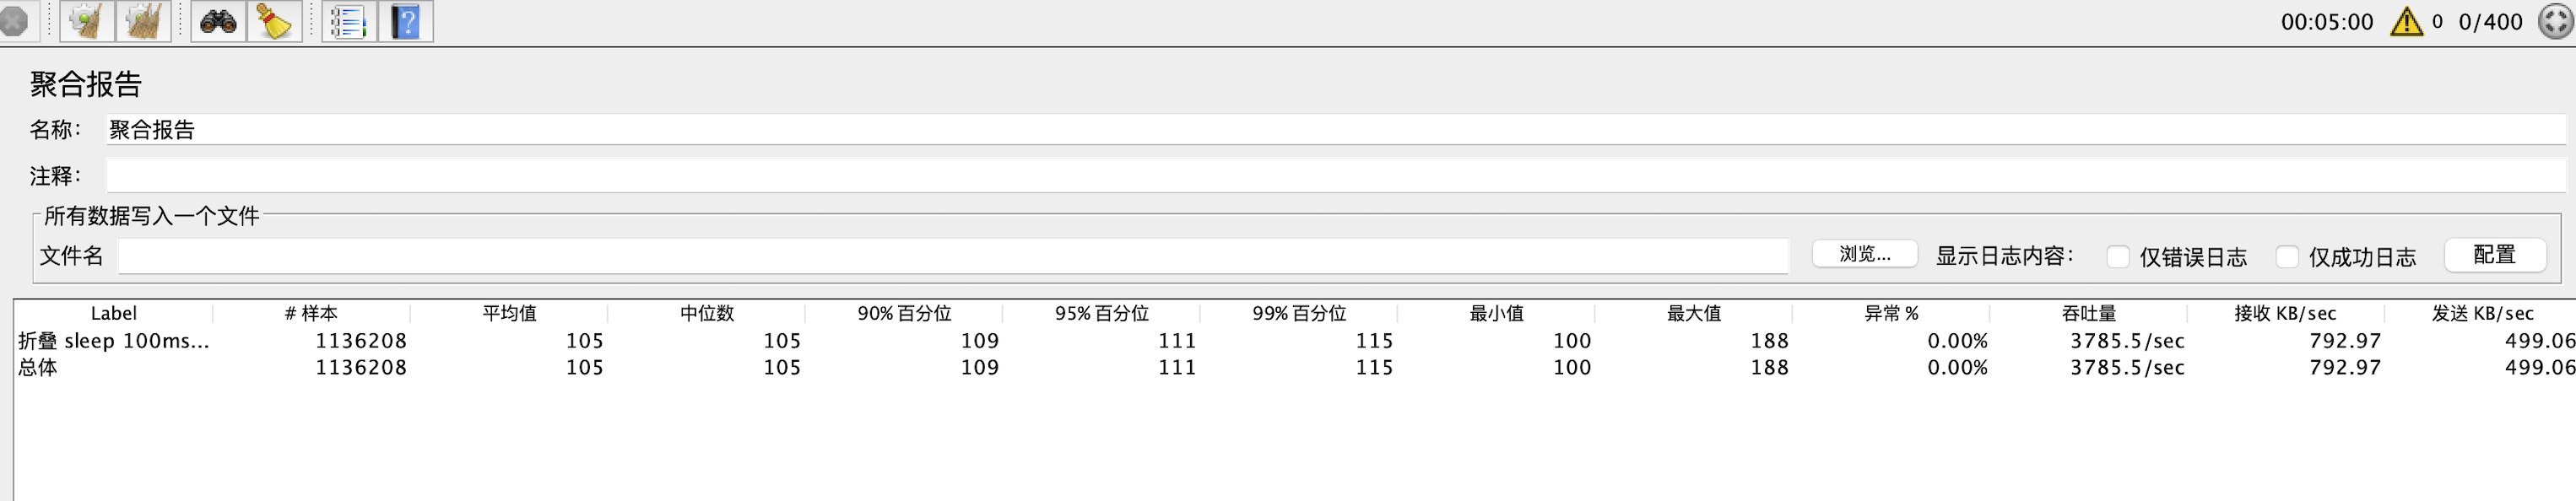 00:05:00 0 0/400
聚合报告
名称： 聚合报告
注释：
所有数据写入一个文件
文件名 浏览... 显示日志内容： 仅错误日志 仅成功日志 配置
Label # 样本 平均值 中位数 90% 百分位 95% 百分位 99% 百分位 最小值 最大值 异常 % 吞吐量 接收 KB/sec 发送 KB/sec
折叠 sleep 100ms... 1136208 105 105 109 111 115 100 188 0.00% 3785.5/sec 792.97 499.06
总体 1136208 105 105 109 111 115 100 188 0.00% 3785.5/sec 792.97 499.06